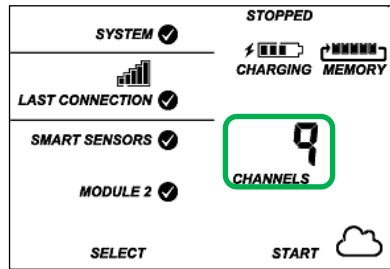 STOPPED
SYSTEM
CHARGING MEMORY
LAST CONNECTION
SMART SENSORS
9
CHANNELS
MODULE 2
SELECT START